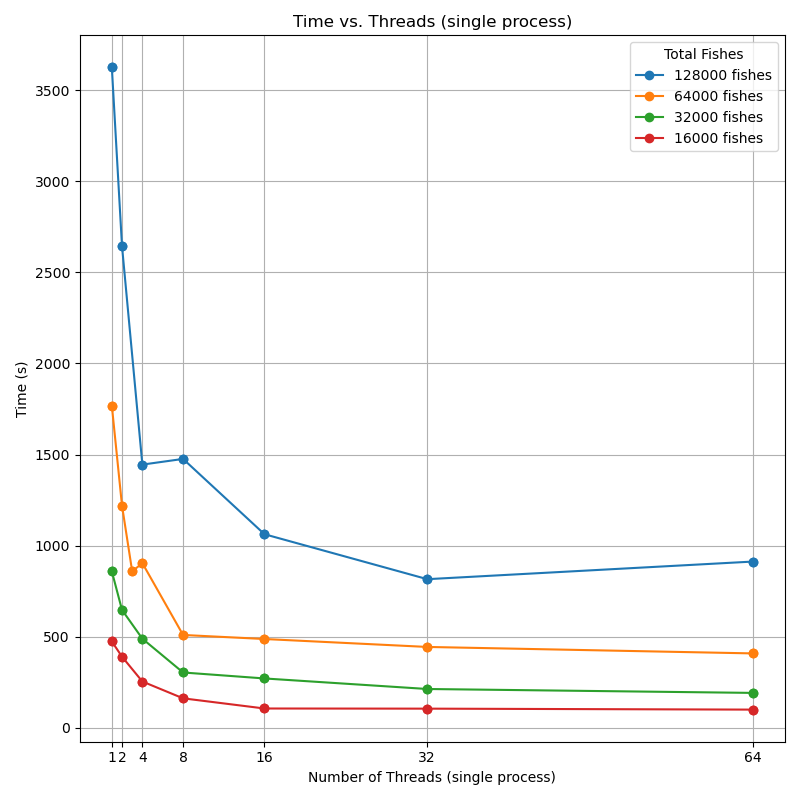 Time vs. Threads (single process)
Total Fishes
128000 fishes
64000 fishes
32000 fishes
16000 fishes
3500
3000
2500
2000
1500
1000
500
0
Time (s)
1 2 4 8 16 32 64
Number of Threads (single process)